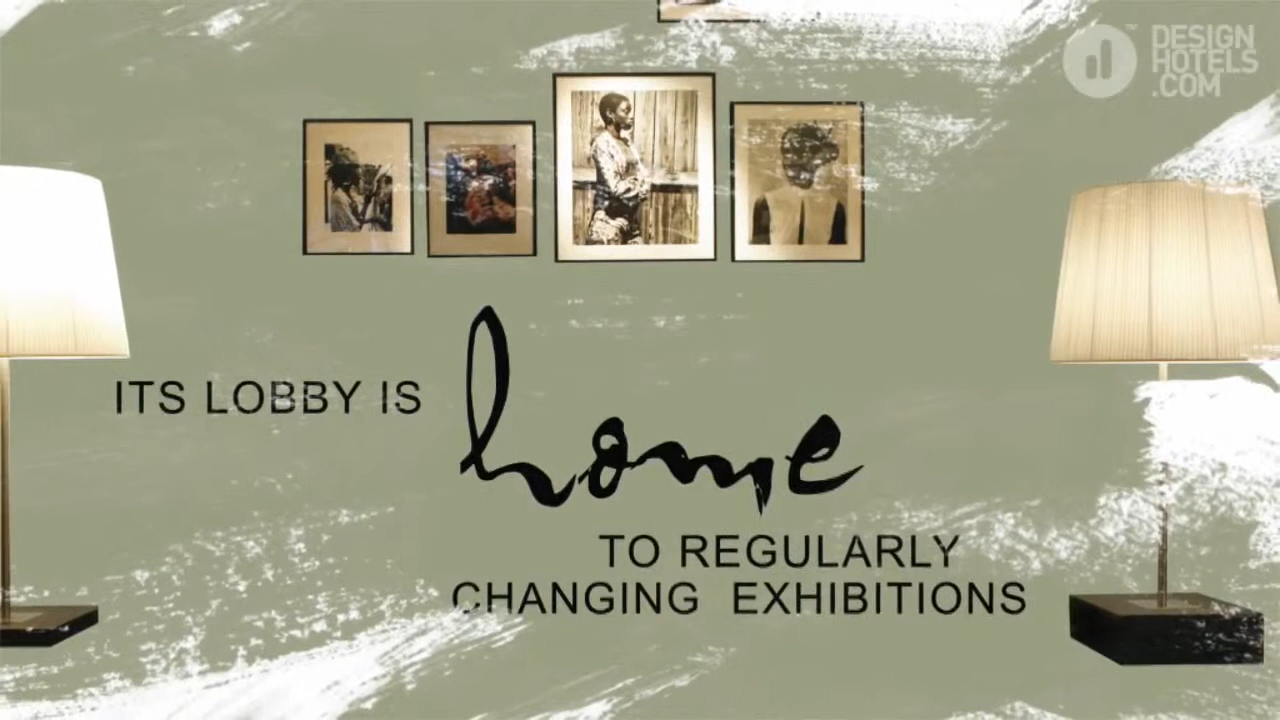 DESIGN
HOTELS
.COM
ITS LOBBY IS
home
TO REGULARLY
CHANGING EXHIBITIONS